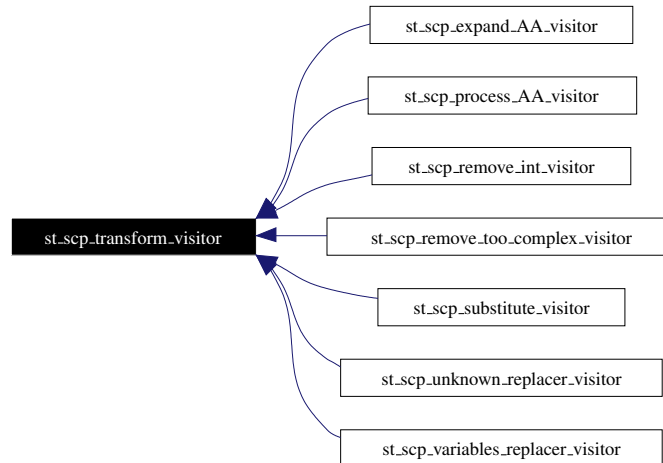 st_scp_expand_AA_visitor
st_scp_process_AA_visitor
st_scp_remove_int_visitor
st_scp_transform_visitor
st_scp_remove_too_complex_visitor
st_scp_substitute_visitor
st_scp_unknown_replacer_visitor
st_scp_variables_replacer_visitor